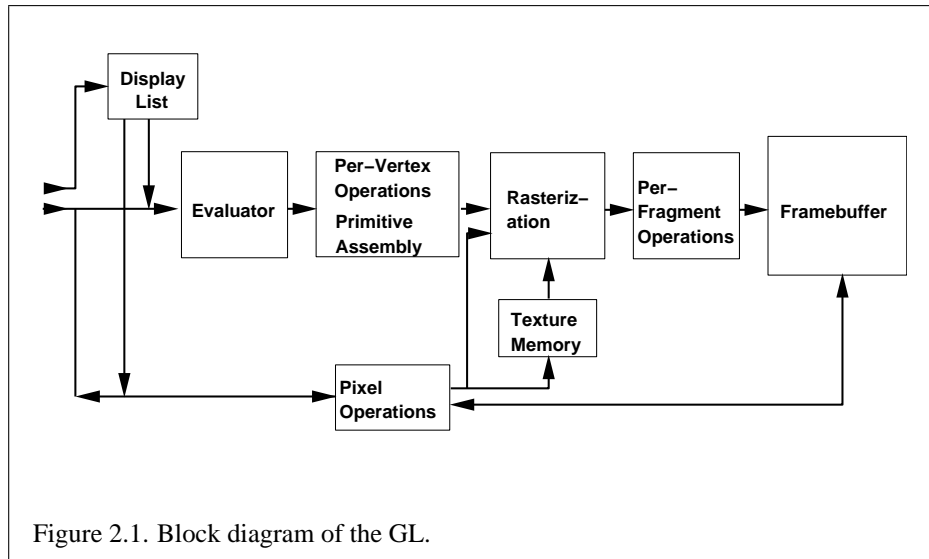 Display
List
Evaluator
Per−Vertex
Operations
Primitive
Assembly
Rasteriz−
ation
Per−
Fragment
Operations
Framebuffer
Texture
Memory
Pixel
Operations
Figure 2.1. Block diagram of the GL.